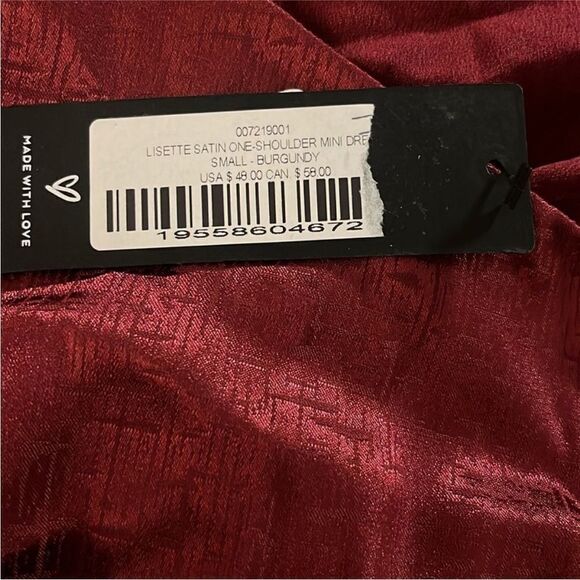 007219001
LISETTE SATIN ONE-SHOULDER MINI DRE
SMALL - BURGUNDY
USA $ 48.00 CAN. $ 58.00
19558604672
MADE WITH LOVE